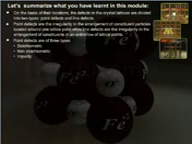 Let's summarize what you have learnt in this module:
On the basis of their locations, the defects in the crystal lattices are divided
into two types: point defects and line defects.
Point defects are the irregularity in the arrangement of constituent particles
located around one lattice point while line defects are the irregularity in the
arrangement of constituents in an entire row of lattice points.
Point defects are of three types:
Stoichiometric
Non stoichiometric
Impurity
Fe
Fe